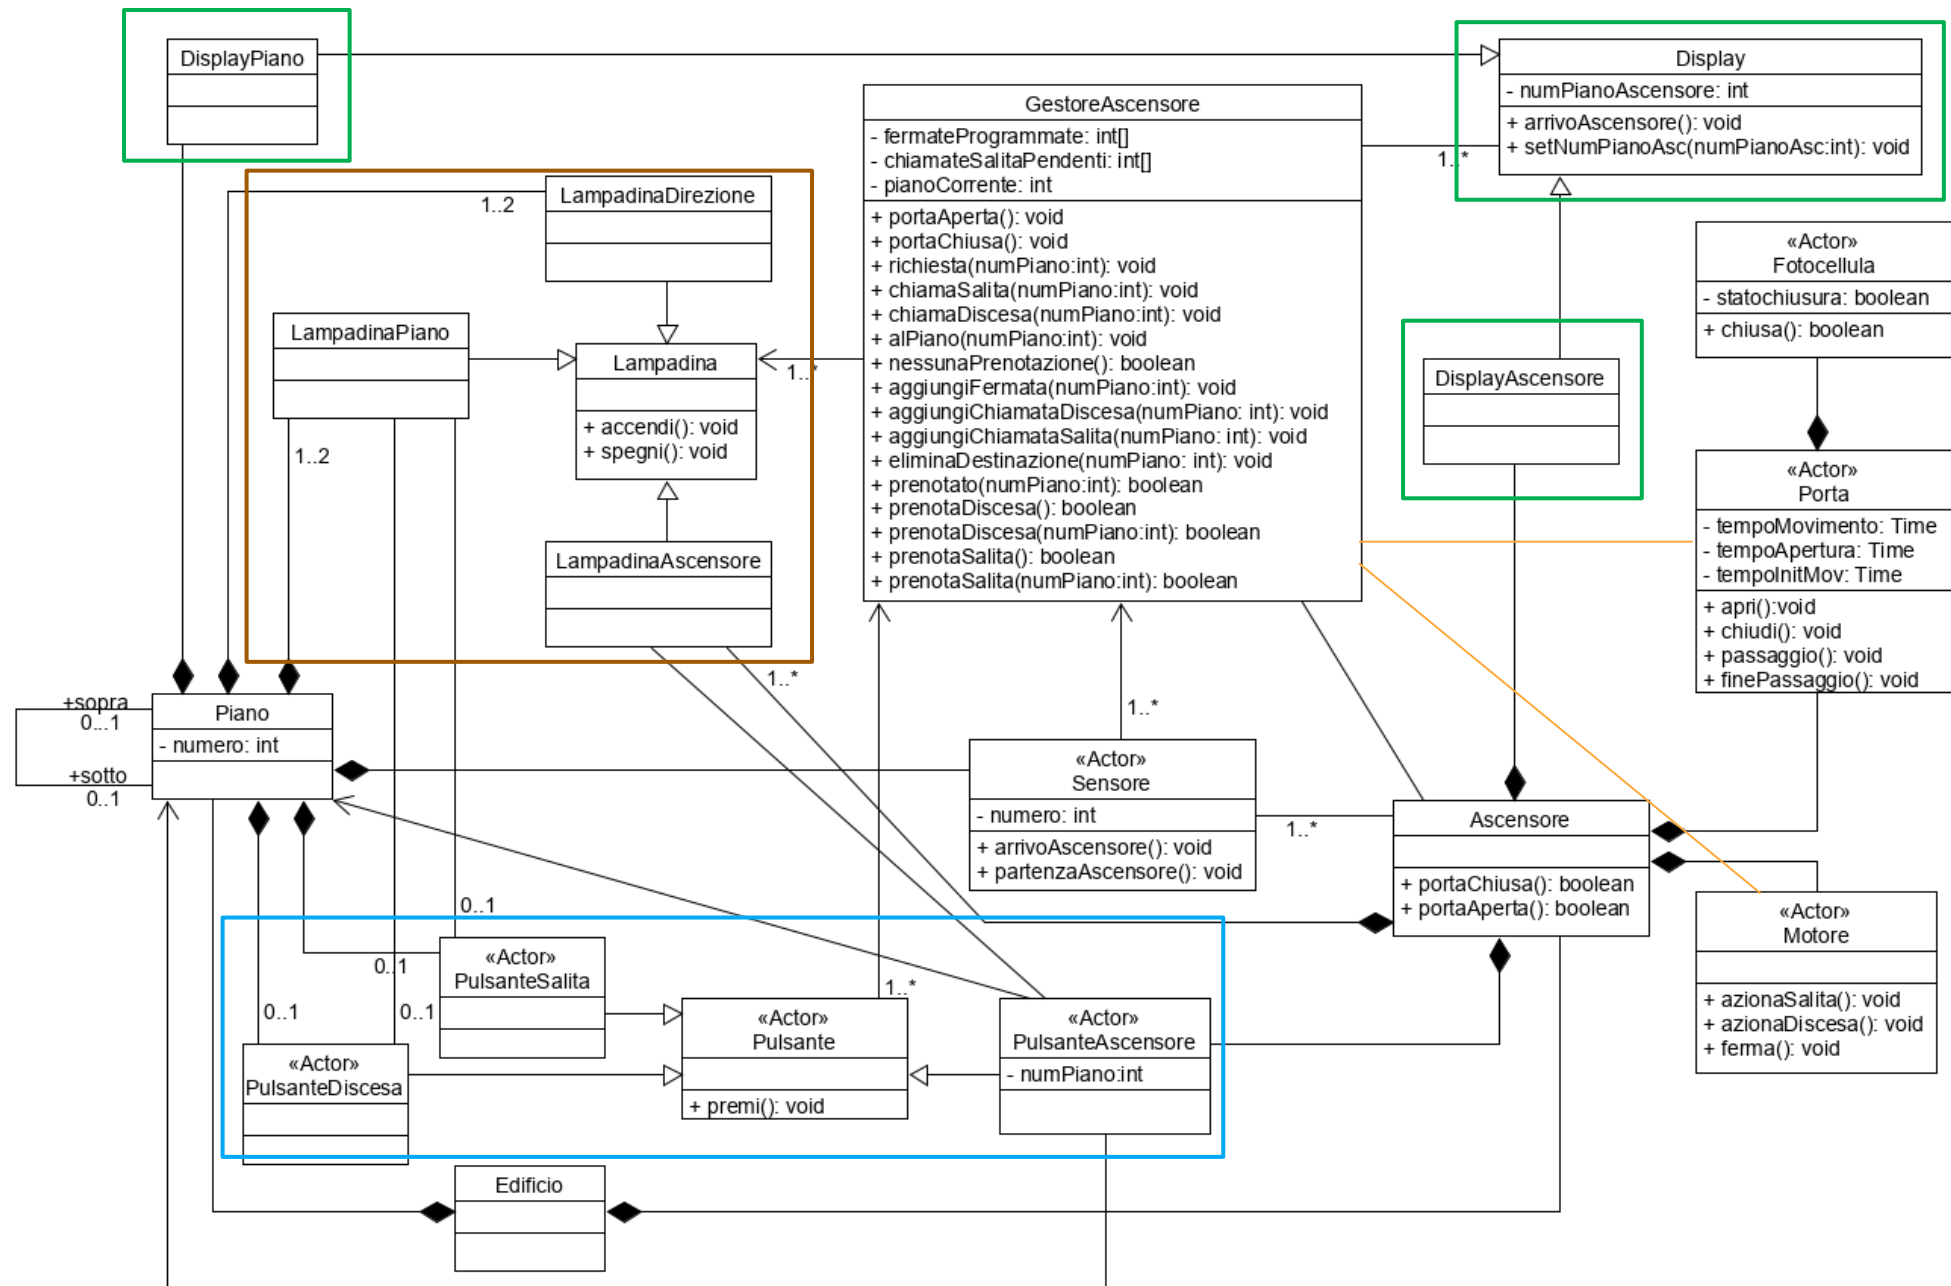 DisplayPiano
Display
- numPianoAscensore: int
+ arrivoAscensore(): void
+ setNumPianoAsc(numPianoAsc:int): void
1..*
GestoreAscensore
- fermateProgrammate: int[]
- chiamateSalitaPendenti: int[]
- pianoCorrente: int
+ portaAperta(): void
+ portaChiusa(): void
+ richiesta(numPiano:int): void
+ chiamaSalita(numPiano:int): void
+ chiamaDiscesa(numPiano:int): void
+ alPiano(numPiano:int): void
+ nessunaPrenotazione(): boolean
+ aggiungiFermata(numPiano:int): void
+ aggiungiChiamataDiscesa(numPiano: int): void
+ aggiungiChiamataSalita(numPiano: int): void
+ eliminaDestinazione(numPiano: int): void
+ prenotato(numPiano:int): boolean
+ prenotaDiscesa(): boolean
+ prenotaDiscesa(numPiano:int): boolean
+ prenotaSalita(): boolean
+ prenotaSalita(numPiano:int): boolean
LampadinaDirezione
1..2
LampadinaPiano
1..2
Lampadina
+ accendi(): void
+ spegni(): void
1..*
LampadinaAscensore
1..*
«Actor»
Fotocellula
- statochiusura: boolean
+ chiusa(): boolean
DisplayAscensore
«Actor»
Porta
- tempoMovimento: Time
- tempoApertura: Time
- tempoInitMov: Time
+ apri():void
+ chiudi(): void
+ passaggio(): void
+ finePassaggio(): void
+sopra
0...1
+sotto
0..1
Piano
- numero: int
1..*
«Actor»
Sensore
- numero: int
+ arrivoAscensore(): void
+ partenzaAscensore(): void
1..*
Ascensore
+ portaChiusa(): boolean
+ portaAperta(): boolean
«Actor»
Motore
+ azionaSalita(): void
+ azionaDiscesa(): void
+ ferma(): void
0..1
0..1
0..1
0..1
«Actor»
PulsanteSalita
«Actor»
PulsanteDiscesa
1..*
«Actor»
Pulsante
+ premi(): void
«Actor»
PulsanteAscensore
- numPiano:int
Edificio